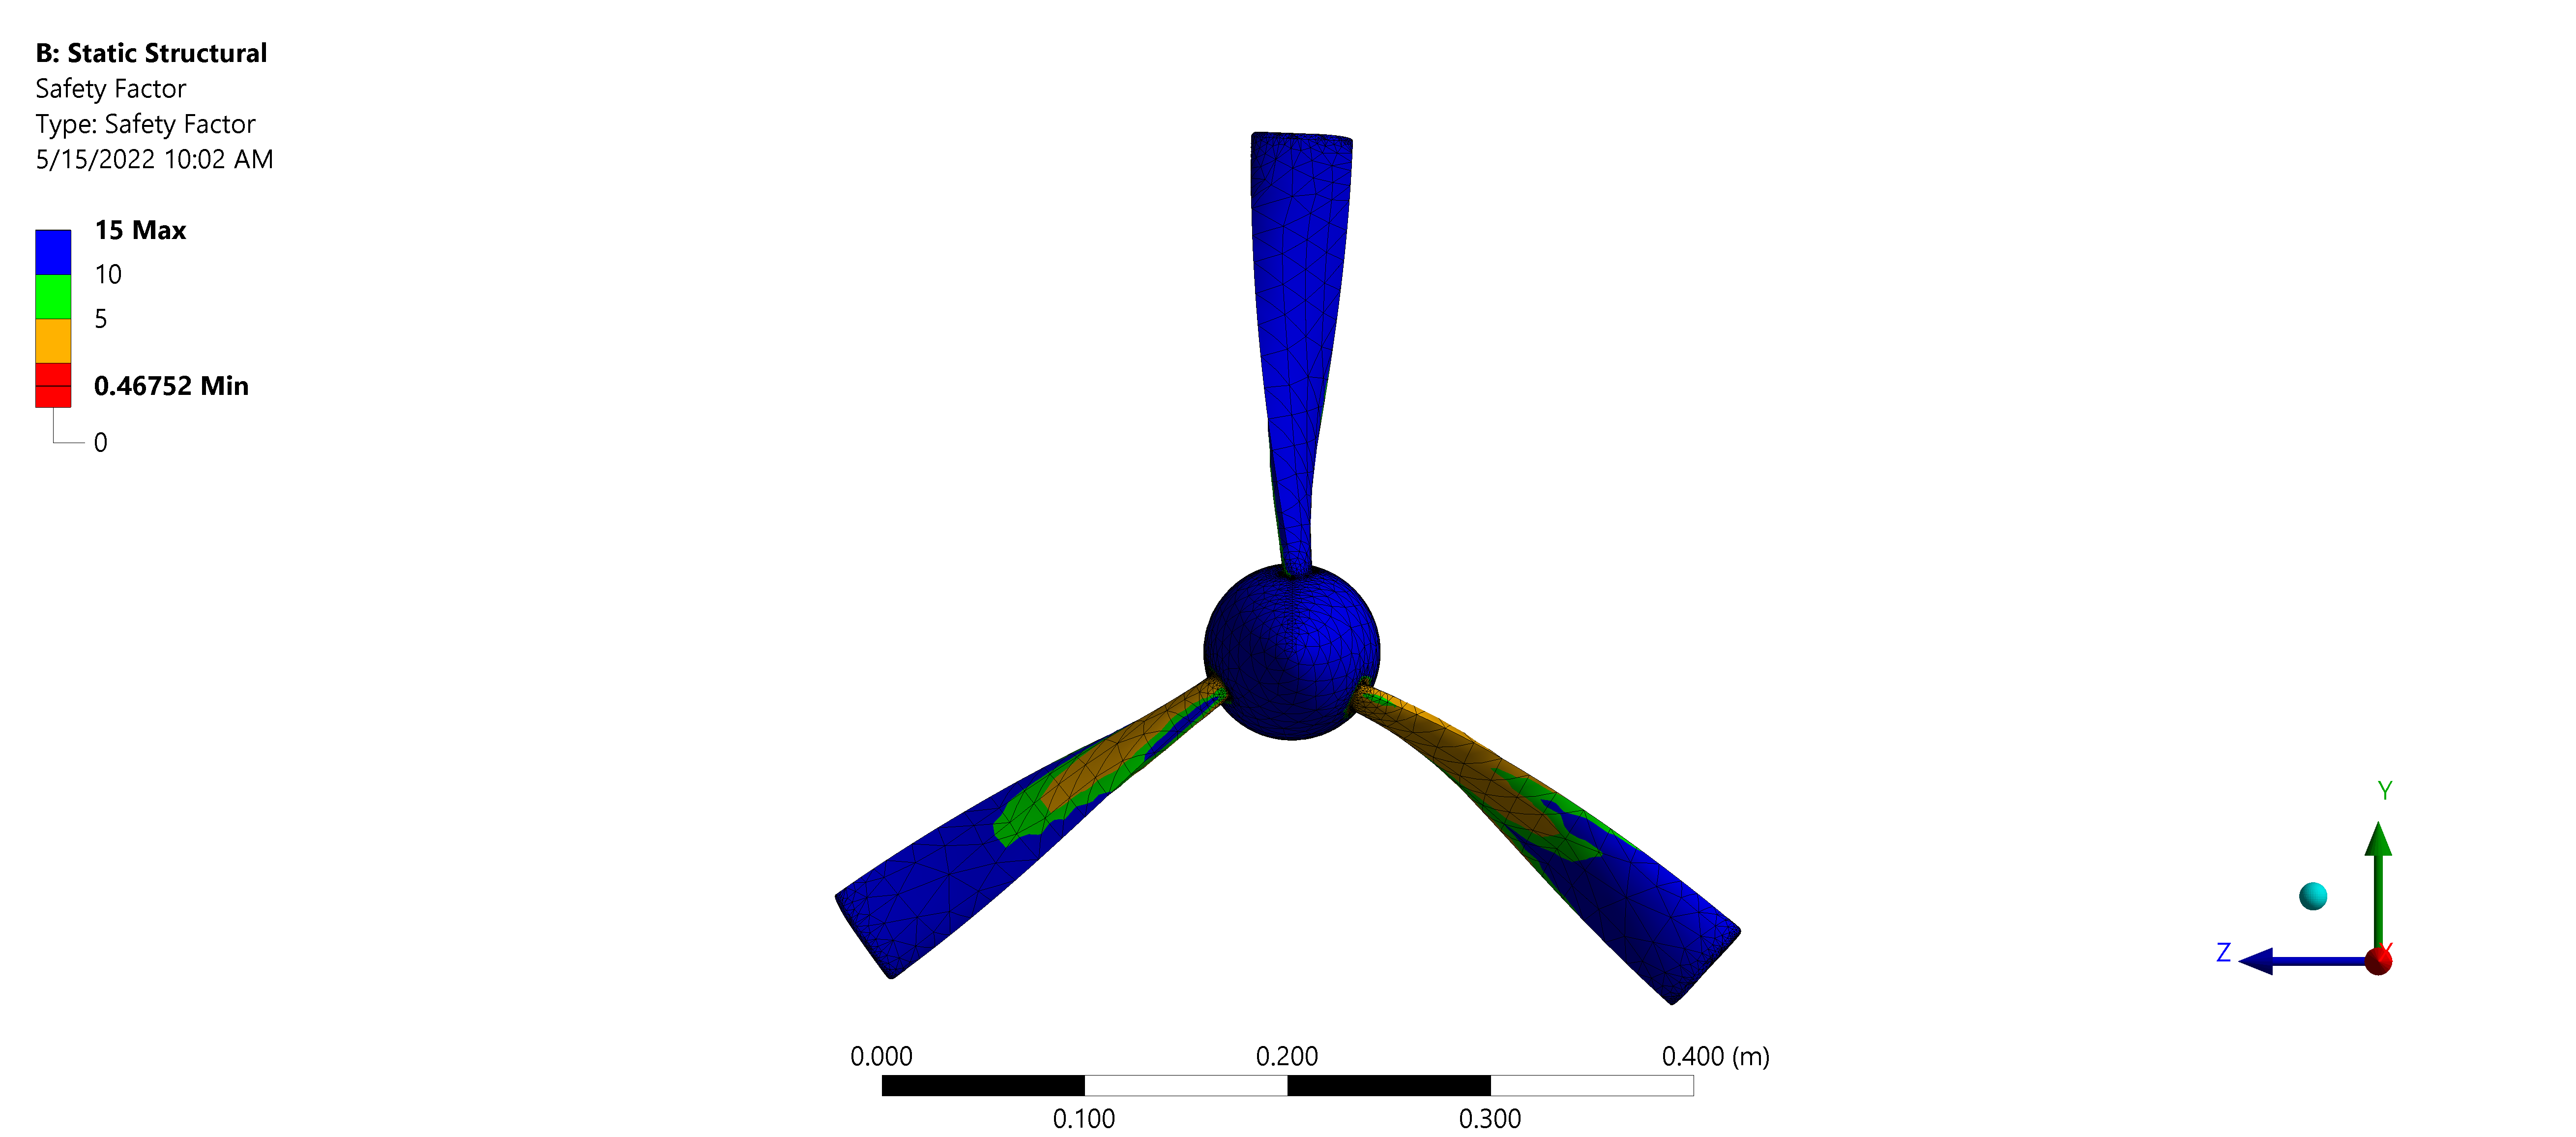 B: Static Structural
Safety Factor
Type: Safety Factor
5/15/2022 10:02 AM
15 Max
10
5
0.46752 Min
0
Y
Z
0.000
0.200
0.400 (m)
0.100
0.300